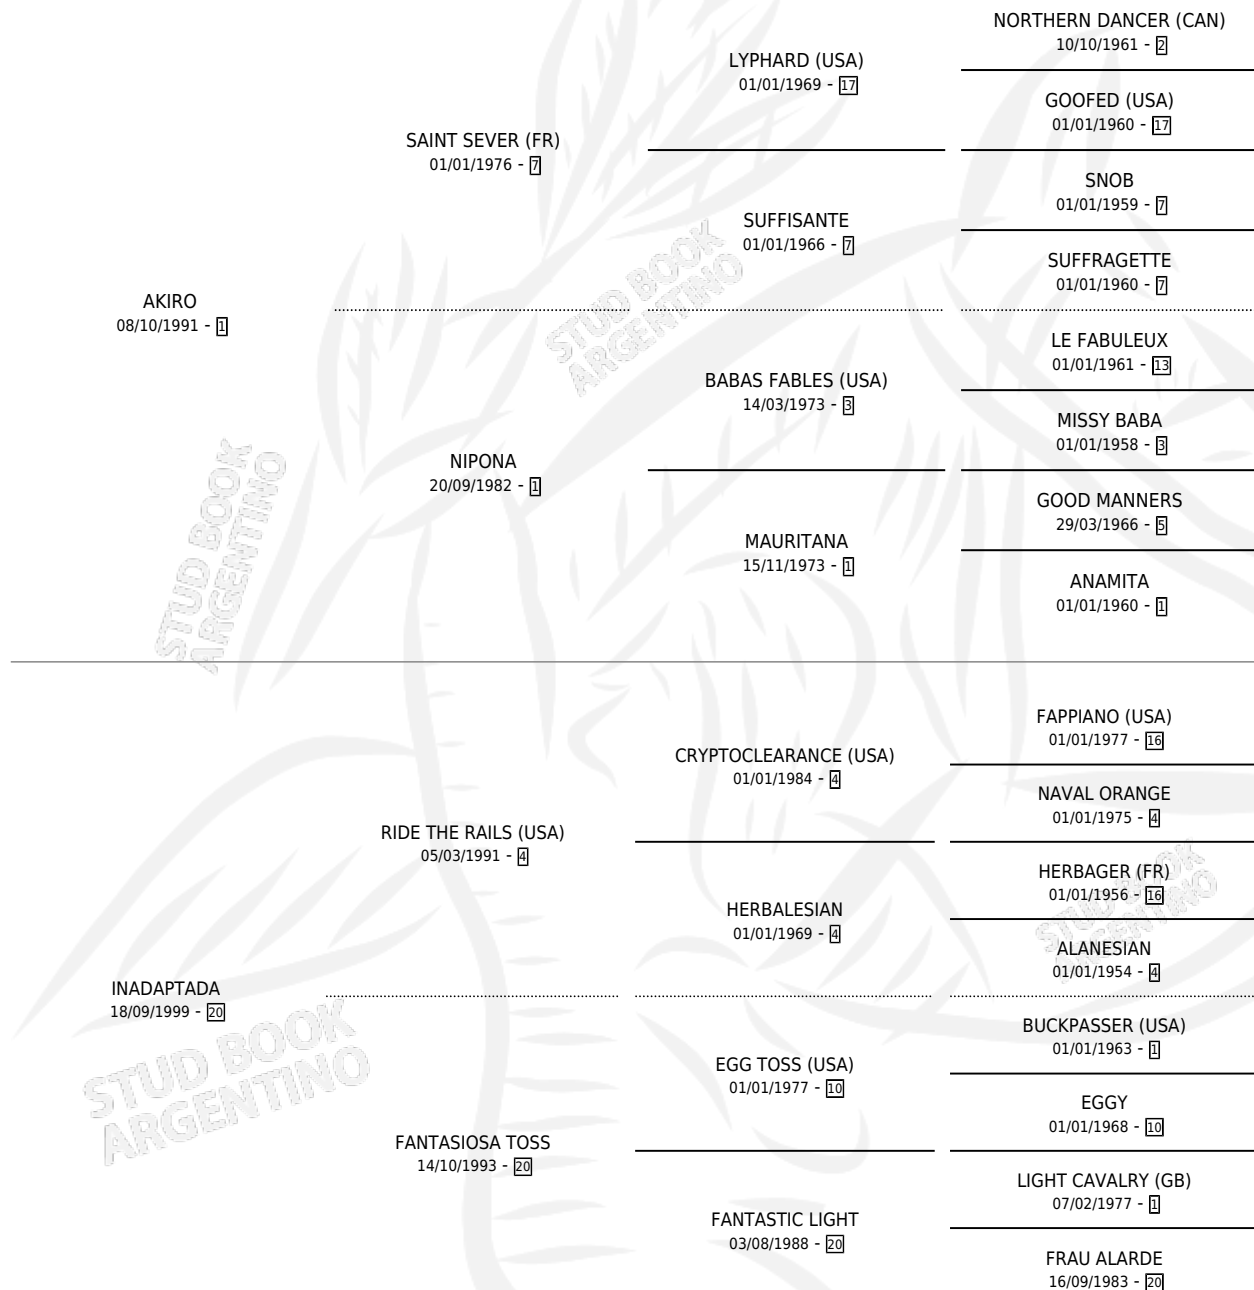 NORTHERN DANCER (CAN)
10/10/1961 - 2
LYPHARD (USA)
01/01/1969 - 17
GOOFED (USA)
01/01/1960 - 17
SAINT SEVER (FR)
01/01/1976 - 7
SNOB
01/01/1959 - 7
SUFFISANTE
01/01/1966 - 7
SUFFRAGETTE
01/01/1960 - 7
STUD BOOK
ARGENTINO
AKIRO
08/10/1991 - 1
LE FABULEUX
01/01/1961 - 13
BABAS FABLES (USA)
14/03/1973 - 3
MISSY BABA
01/01/1958 - 3
NIPONA
20/09/1982 - 1
GOOD MANNERS
29/03/1966 - 5
MAURITANA
15/11/1973 - 1
ANAMITA
01/01/1960 - 1
STUD BOOK
ARGENTINO
FAPPIANO (USA)
01/01/1977 - 16
CRYPTOCLEARANCE (USA)
01/01/1984 - 4
NAVAL ORANGE
01/01/1975 - 4
RIDE THE RAILS (USA)
05/03/1991 - 4
HERBAGER (FR)
01/01/1956 - 16
HERBALESIAN
01/01/1969 - 4
ALANESIAN
01/01/1954 - 4
STUD BOOK
ARGENTINO
INADAPTADA
18/09/1999 - 20
BUCKPASSER (USA)
01/01/1963 - 1
EGG TOSS (USA)
01/01/1977 - 10
EGGY
01/01/1968 - 10
STUD BOOK
ARGENTINO
FANTASIOSA TOSS
14/10/1993 - 20
LIGHT CAVALRY (GB)
07/02/1977 - 1
FANTASTIC LIGHT
03/08/1988 - 20
FRAU ALARDE
16/09/1983 - 20